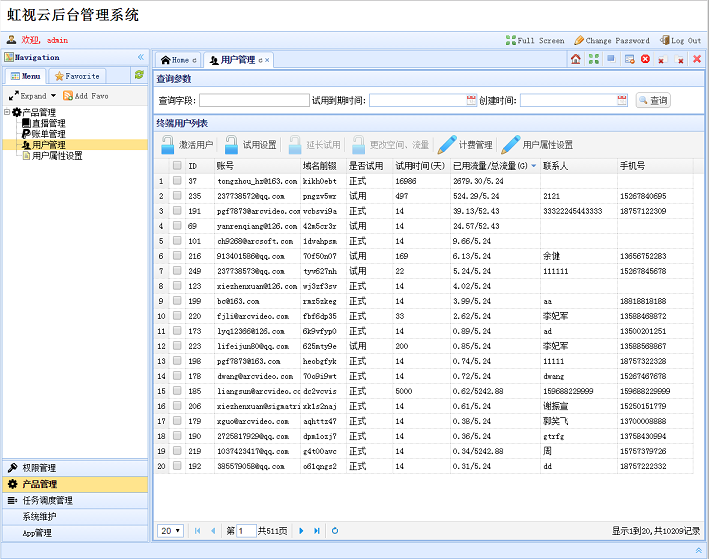 虹视云后台管理系统
欢迎, admin Full Screen Change Password Log Out
Navigation Home 用户管理
Menu Favorite
Expand Add Favo
产品管理
直播管理
账单管理
用户管理
用户属性设置
权限管理
产品管理
任务调度管理
系统维护
App管理
查询参数
查询字段: 试用到期时间: 创建时间: 查询
终端用户列表
激活用户 试用设置 延长试用 更改空间、流量 计费管理 用户属性设置
ID 账号 域名前缀 是否试用 试用时间(天) 已用流量/总流量(G) 联系人 手机号
1 37 tongzhou_hz@163.com kikh0ebt 正式 16986 2679.30/5.24
2 235 237738572@qq.com pngzv5wr 试用 497 524.29/5.24 2121 15267840695
3 191 pgf7873@arcvideo.com vcbsvi9a 正式 14 39.13/52.43 33322245443333 18757122309
4 69 yanrenqiang@126.com 42m5cr3r 试用 14 24.57/52.43
5 101 ch9268@arcsoft.com 1dvahpsm 正式 14 9.66/5.24
6 216 913401586@qq.com 70f50n07 试用 169 6.13/5.24 余健 13656752283
7 249 237738573@qq.com tyv627nh 试用 22 5.24/5.24 111111 15267845678
8 123 xiezhenxuan@126.com wj3zf3sv 正式 14 4.02/5.24
9 199 bc@163.com rmz5zkeg 正式 14 3.99/5.24 aa 18818818188
10 220 fjli@arcvideo.com fbf6dp35 正式 33 2.62/5.24 李妃军 13588468872
11 173 lyq12366@126.com 6k9vfyp0 正式 14 0.89/5.24 ad 13500201251
12 223 lifeijun80@qq.com 625mty9e 试用 200 0.85/5.24 李妃军 13588568867
13 198 pgf7873@163.com heobgfyk 正式 14 0.74/5.24 11111 18757322328
14 178 dwang@arcvideo.com 70o9i9wt 正式 14 0.72/5.24 dwang 15267467678
15 185 liangsun@arcvideo.co dc2vcvis 正式 5000 0.62/5242.88 159688229999 159688229999
16 206 xiezhenxuan@sigmatri xk1s2naj 正式 14 0.61/5.24 谢振宣 15250151779
17 179 xguo@arcvideo.com aqhttz47 正式 14 0.38/5.24 郭笑飞 13700008888
18 190 2725817929@qq.com dpm1ozj7 正式 14 0.36/5.24 gtrfg 13758430994
19 219 1037423417@qq.com g4t00avc 正式 14 0.34/5242.88 周 15757379726
20 192 385579058@qq.com o61qngs2 正式 14 0.31/5.24 dd 18757222332
20 第 1 共511页 显示1到20,共10209记录